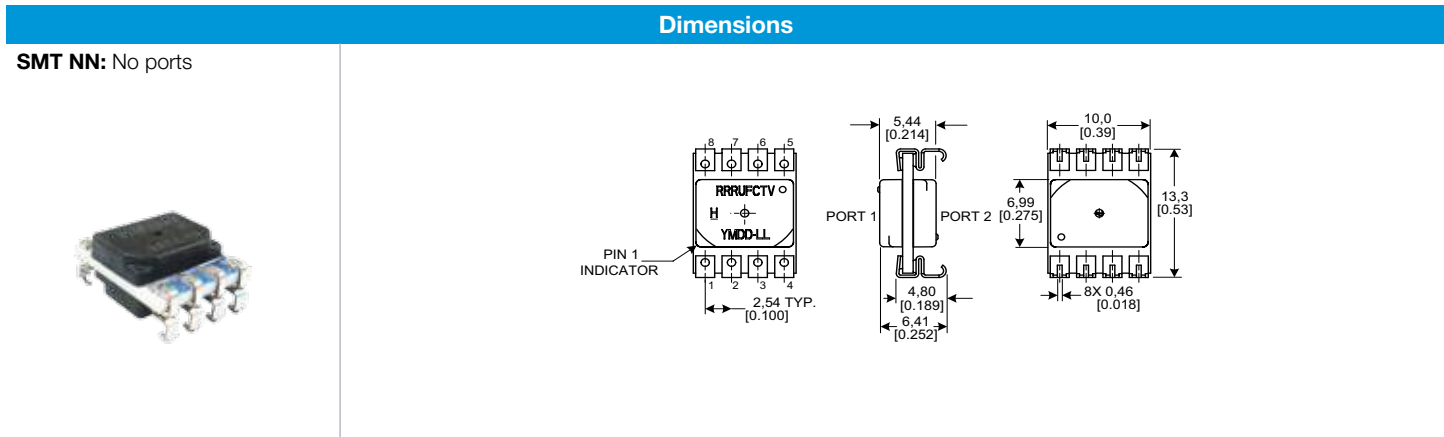 Dimensions
SMT NN: No ports
8 7 6 5
RRRUFCTV
H
YMDD-LL
PIN 1
INDICATOR
1 2 3 4
2,54 TYP.
[0.100]
5,44
[0.214]
PORT 1
PORT 2
4,80
[0.189]
6,41
[0.252]
10,0
[0.39]
6,99
[0.275]
13,3
[0.53]
8X 0,46
[0.018]